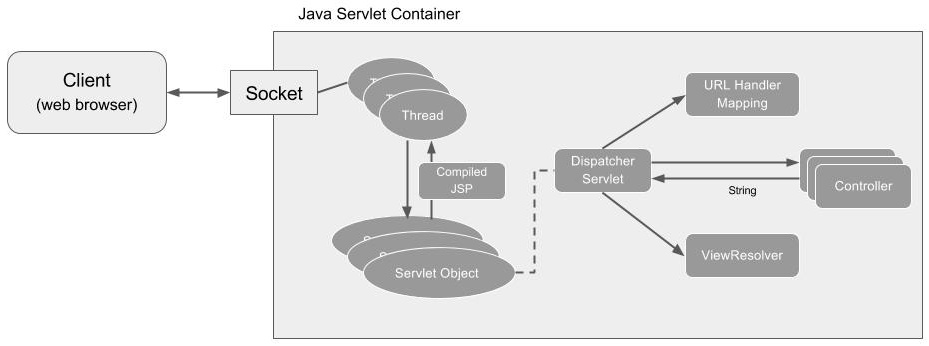 Java Servlet Container
Client
(web browser)
Socket
Thread
Compiled
JSP
Servlet Object
Dispatcher
Servlet
URL Handler
Mapping
String
Controller
ViewResolver